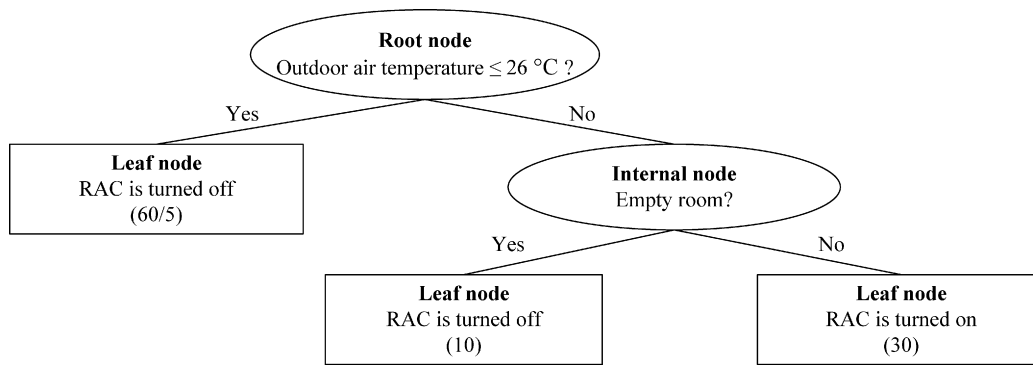 Root node
Outdoor air temperature ≤ 26 °C ?
Yes
No
Leaf node
RAC is turned off
(60/5)
Internal node
Empty room?
Yes
No
Leaf node
RAC is turned off
(10)
Leaf node
RAC is turned on
(30)